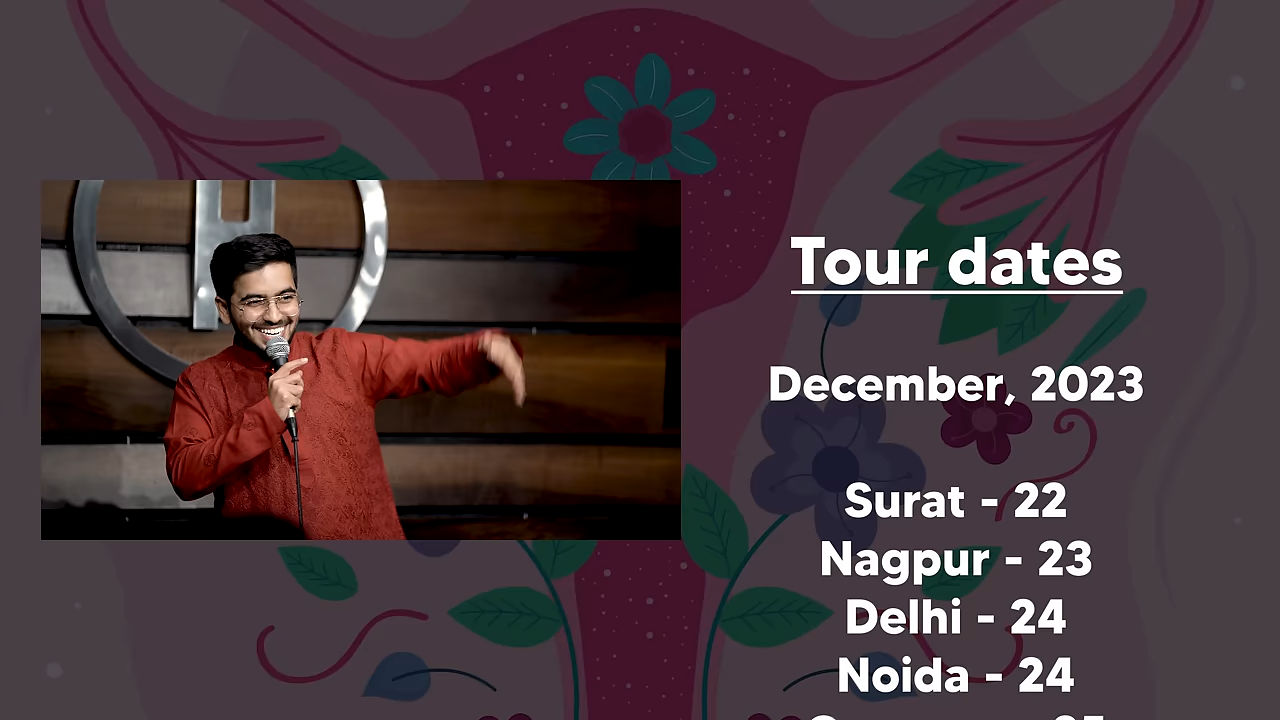 Tour dates
December, 2023
Surat - 22
Nagpur - 23
Delhi - 24
Noida - 24